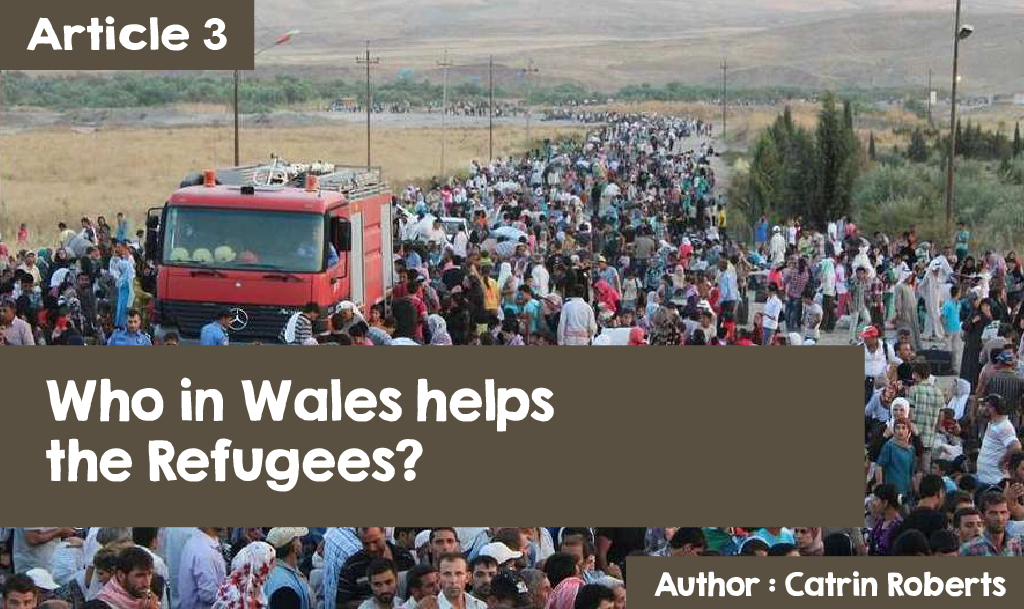 Article 3
Who in Wales helps
the Refugees?
Author : Catrin Roberts